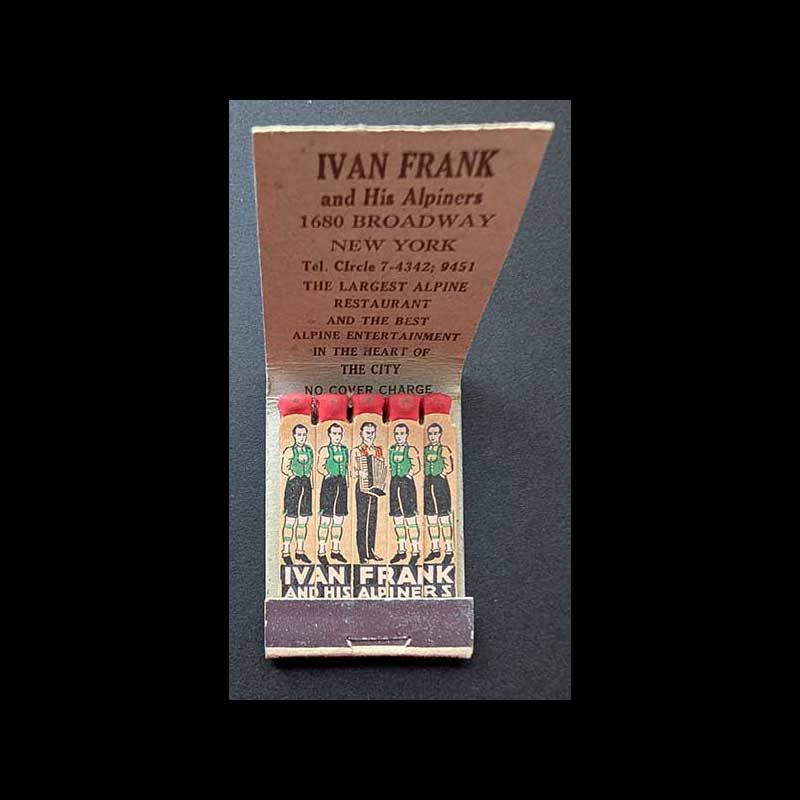 IVAN FRANK
and His Alpiners
1680 BROADWAY
NEW YORK
Tel. CIrcle 7-4342; 9451
THE LARGEST ALPINE
RESTAURANT
AND THE BEST
ALPINE ENTERTAINMENT
IN THE HEART OF
THE CITY
NO COVER CHARGE
IVAN FRANK
AND HIS ALPINERS